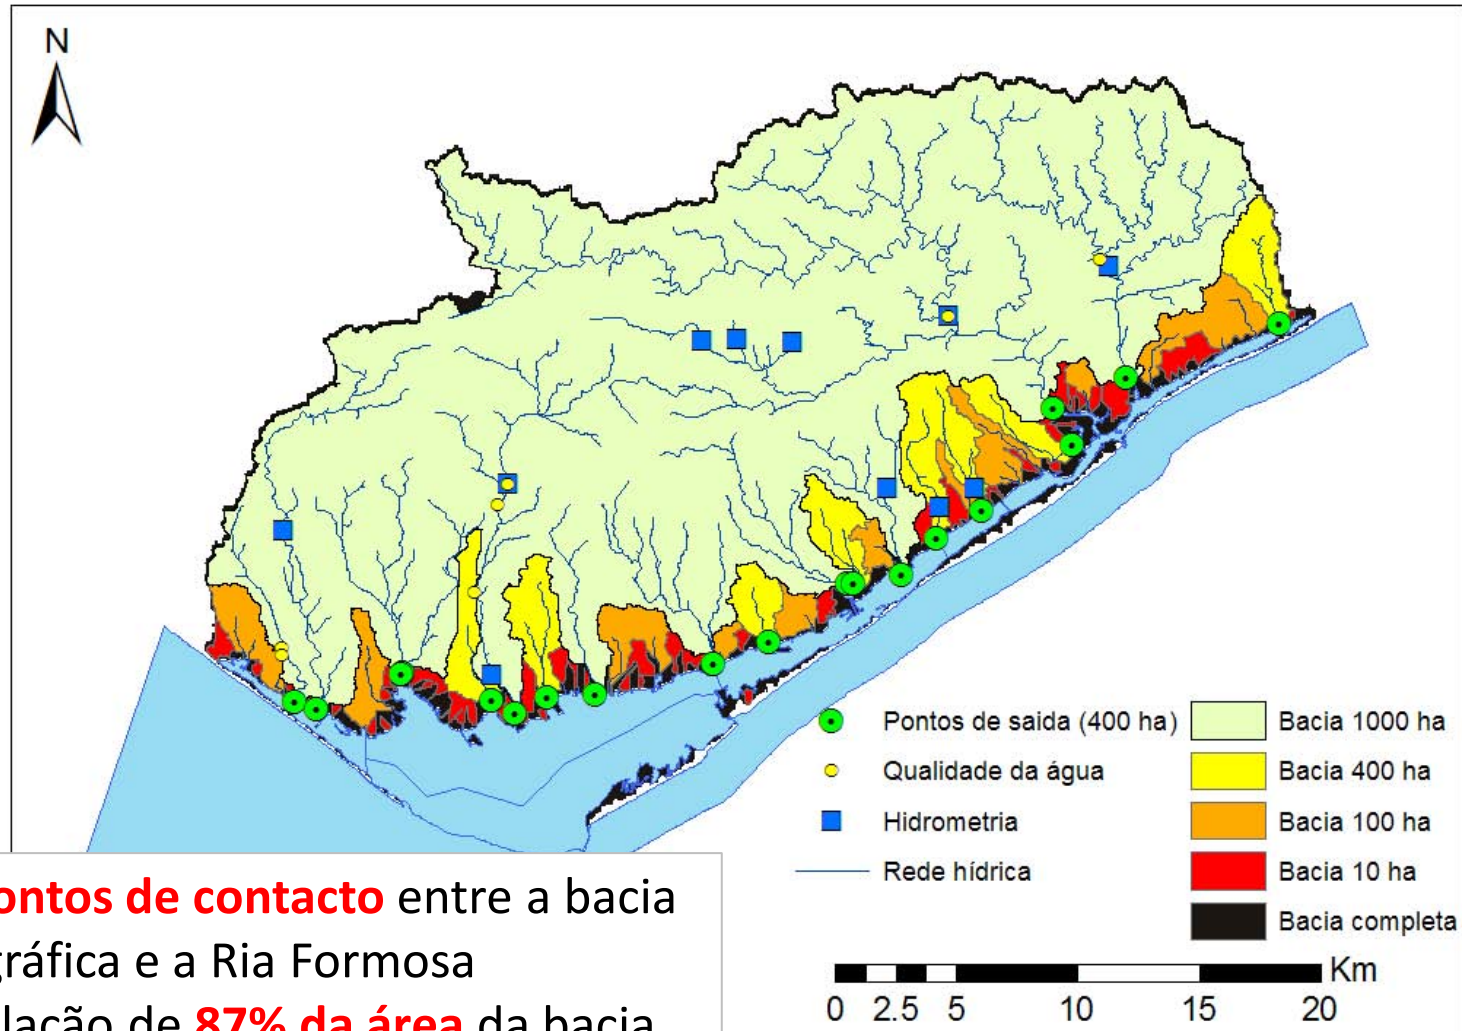 N
Pontos de saida (400 ha)
Qualidade da água
Hidrometria
Rede hídrica
Bacia 1000 ha
Bacia 400 ha
Bacia 100 ha
Bacia 10 ha
Bacia completa
Km
0 2.5 5 10 15 20
ontos de contacto entre a bacia
gráfica e a Ria Formosa
lação de 87% da área da bacia